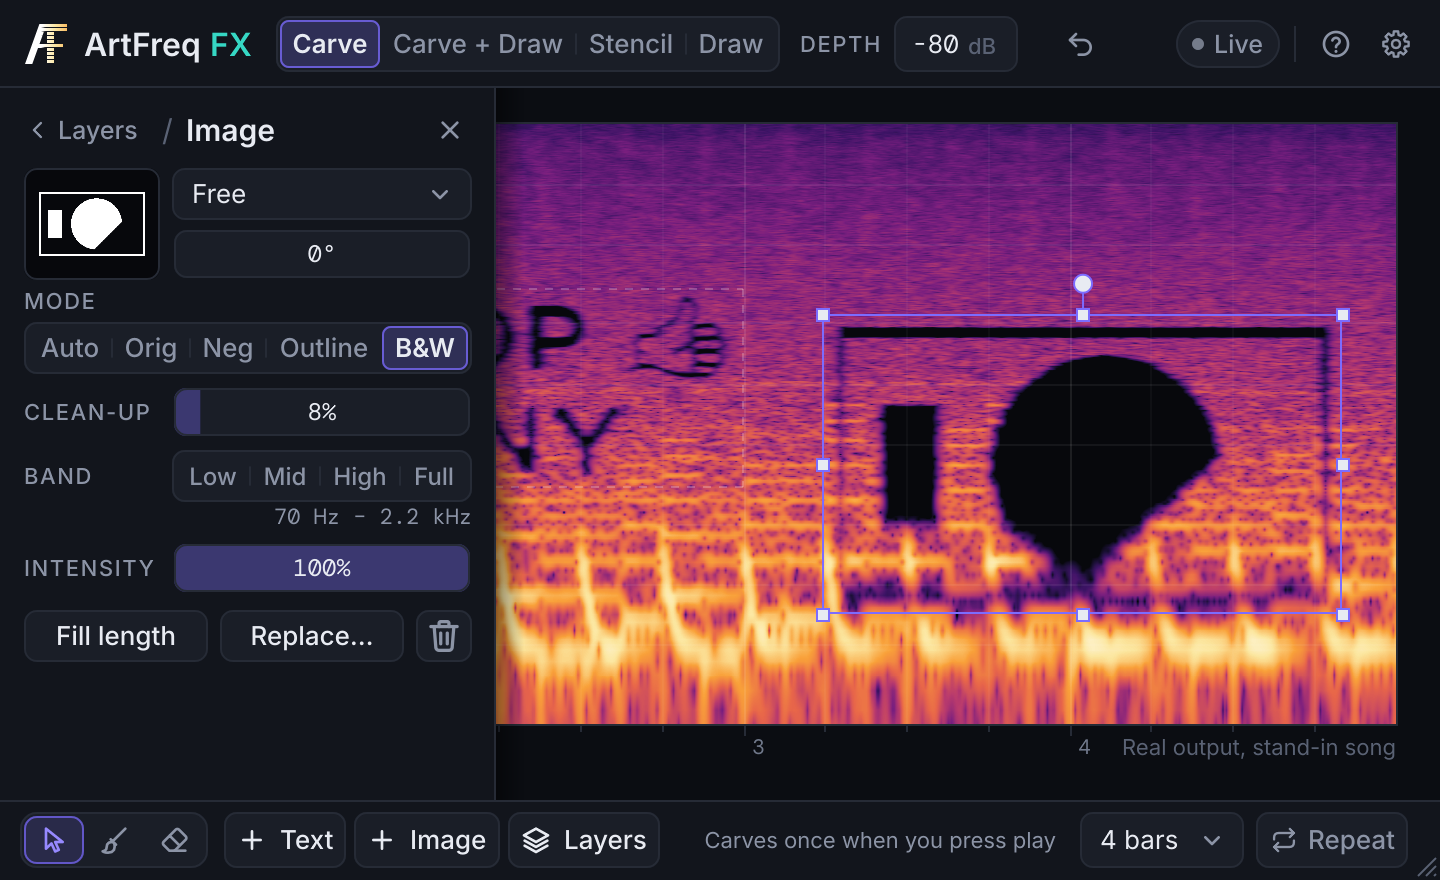 ArtFreq FX
Carve Carve + Draw Stencil Draw
DEPTH -80 dB
Live
Layers / Image
Free
0°
MODE
Auto Orig Neg Outline B&W
CLEAN-UP 8%
BAND Low Mid High Full
70 Hz - 2.2 kHz
INTENSITY 100%
Fill length Replace...
OP
NY
3 4 Real output, stand-in song
+ Text + Image Layers Carves once when you press play 4 bars Repeat